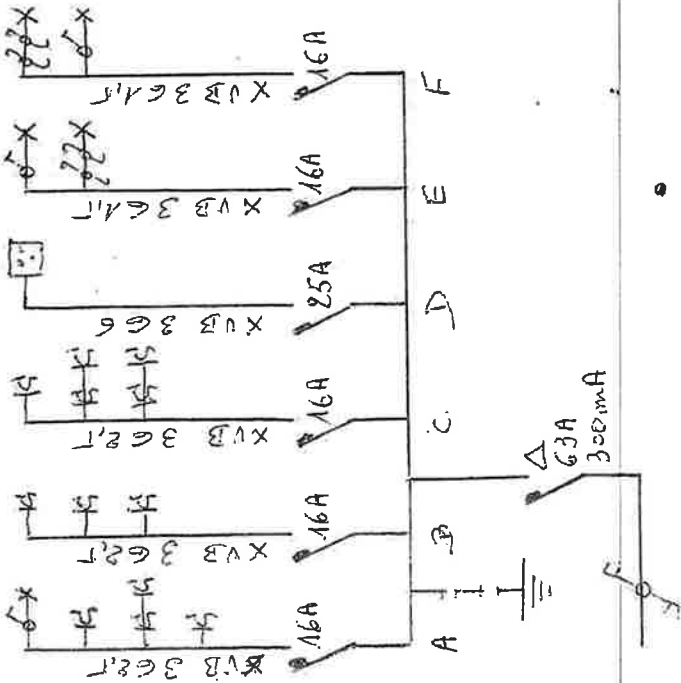 XVB 3G1,5
16A
F
XVB 3G1,5
16A
E
XVB 3G6
25A
D
XVB 3G2,5
16A
C
XVB 3G2,5
16A
B
XVB 3G2,5
16A
A
Δ
63A
300mA